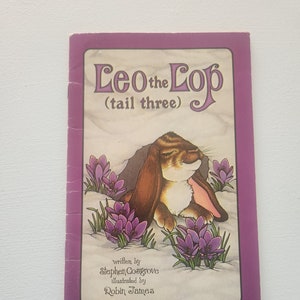 Leo the Lop
(tail three)
written by
Stephen Cosgrove
illustrated by
Robin James